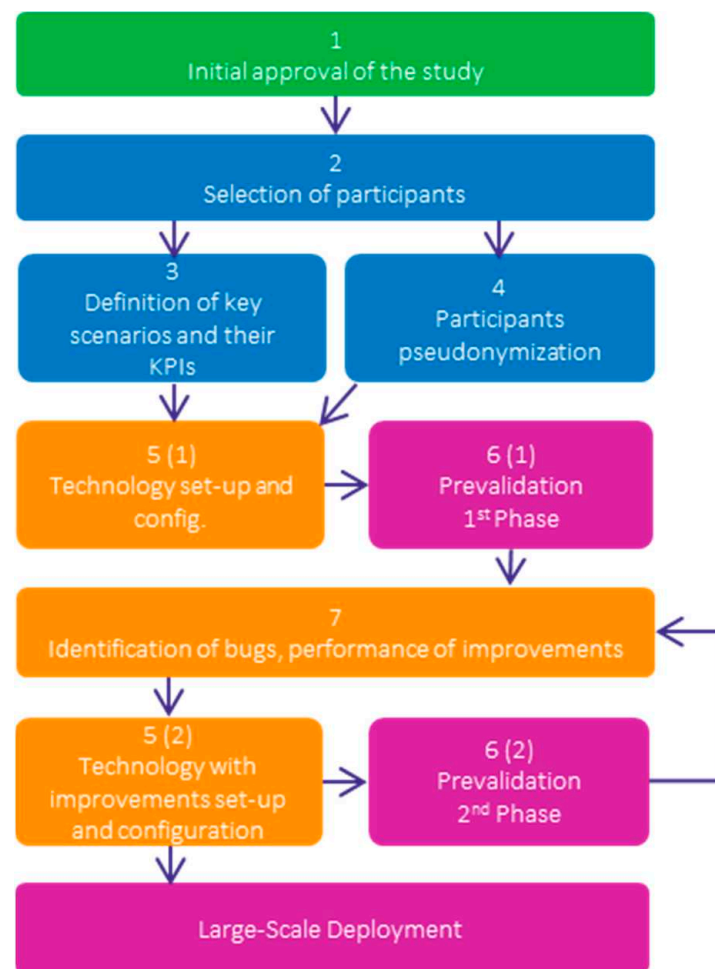 1
Initial approval of the study
2
Selection of participants
3
Definition of key
scenarios and their
KPIs
4
Participants
pseudonymization
5 (1)
Technology set-up and
config.
6 (1)
Prevalidation
1st Phase
7
Identification of bugs, performance of improvements
5 (2)
Technology with
improvements set-up
and configuration
6 (2)
Prevalidation
2nd Phase
Large-Scale Deployment